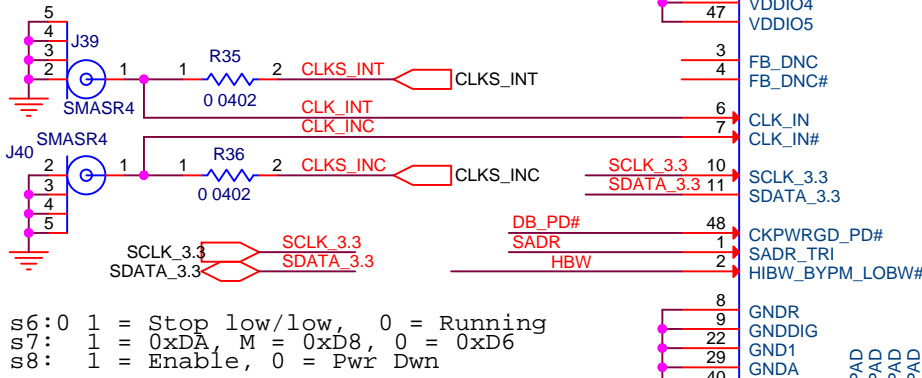 VDDIO4
47 VDDIO5
5
4
3
2
J39
1
SMASR4
1 R35 2
0 0402
CLKS_INT
CLKS_INT
3 FB_DNC
4 FB_DNC#
CLK_INT
6 CLK_IN
CLK_INC
7 CLK_IN#
SMASR4
J40
2
3
4
5
1
1 R36 2
0 0402
CLKS_INC
CLKS_INC
SCLK_3.3 10 SCLK_3.3
SDATA_3.3 11 SDATA_3.3
DB_PD# 48 CKPWRGD_PD#
SADR 1 SADR_TRI
HBW 2 HIBW_BYPM_LOBW#
SCLK_3.3 SCLK_3.3
SDATA_3.3 SDATA_3.3
8 GNDR
9 GNDDIG
22 GND1
29 GNDA
40
s6:0 1 = Stop low/low, 0 = Running
s7: 1 = 0xDA, M = 0xD8, 0 = 0xD6
s8: 1 = Enable, 0 = Pwr Dwn
PAD
PAD
PAD
PAD